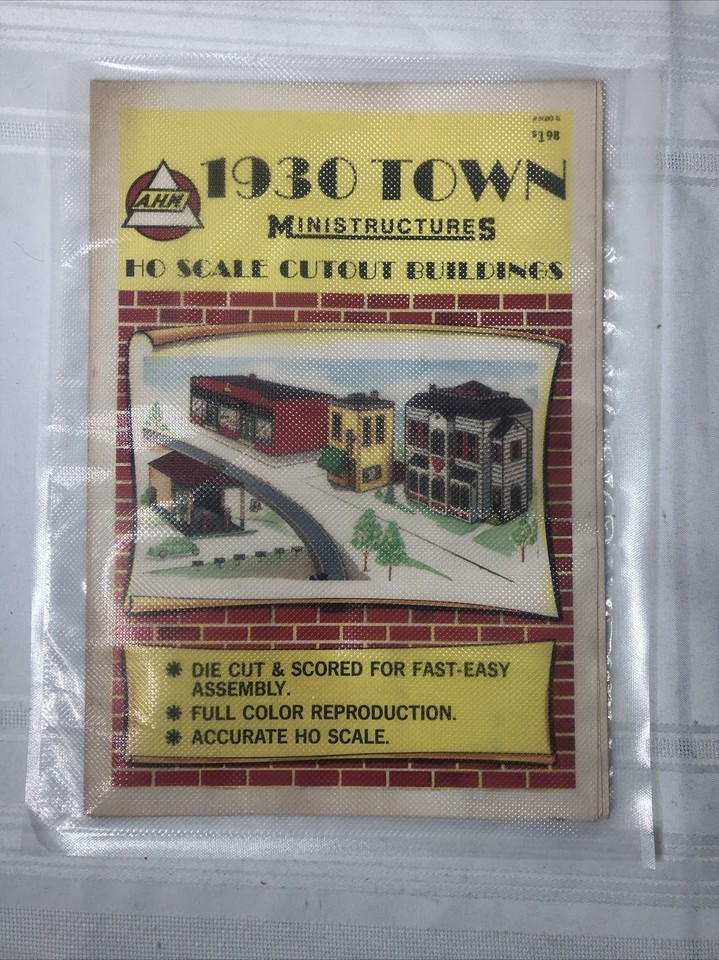 $1.98
A.H.M.
1930 TOWN
MINISTRUCTURES
HO SCALE CUTOUT BUILDINGS
✷ DIE CUT & SCORED FOR FAST-EASY
ASSEMBLY.
✷ FULL COLOR REPRODUCTION.
✷ ACCURATE HO SCALE.